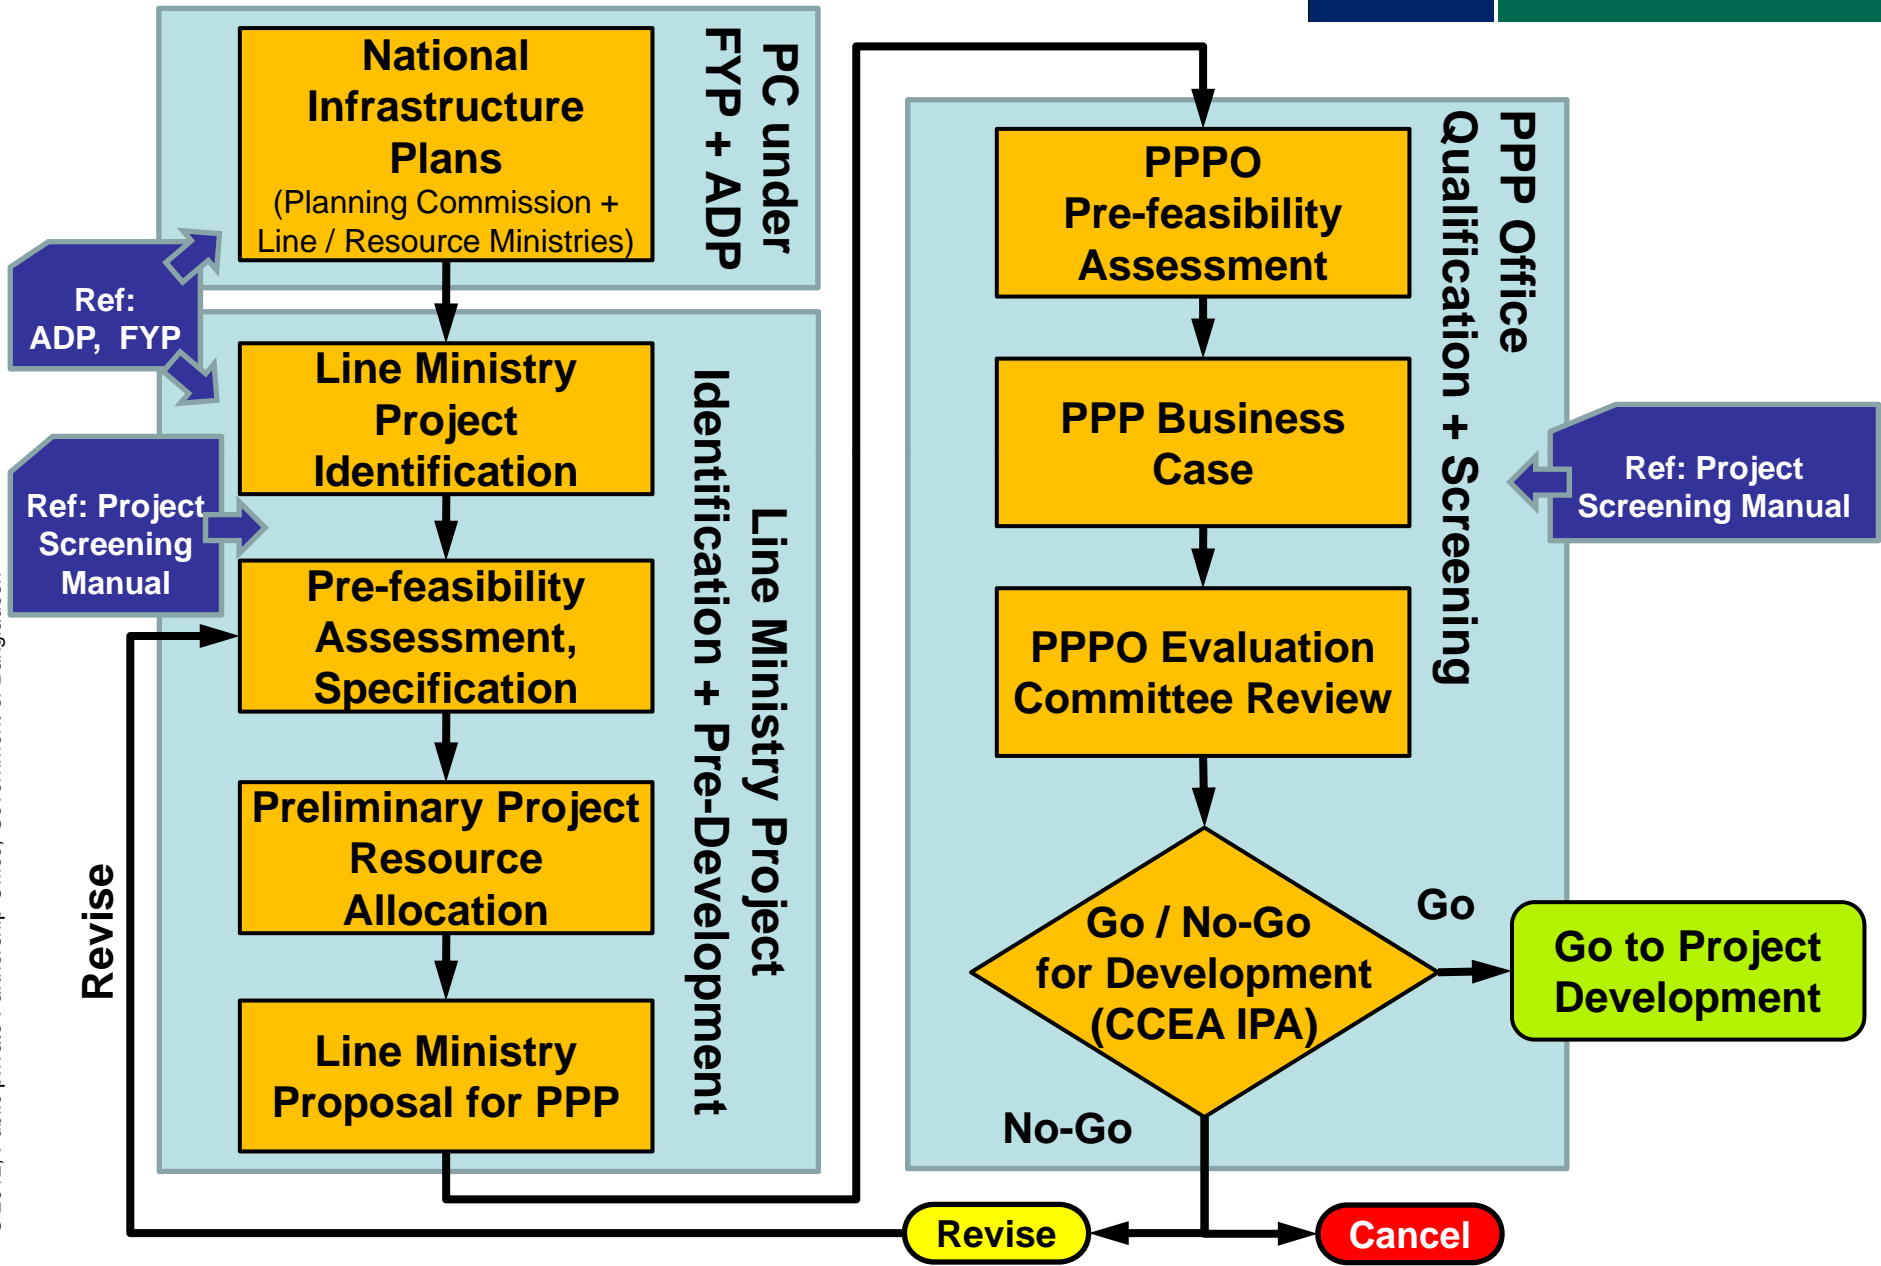 National
Infrastructure
Plans
(Planning Commission +
Line / Resource Ministries)
PC under
FYP + ADP
Ref:
ADP, FYP
Line Ministry
Project
Identification
Ref: Project
Screening
Manual
Pre-feasibility
Assessment,
Specification
Preliminary Project
Resource
Allocation
Line Ministry
Proposal for PPP
Line Ministry Project
Identification + Pre-Development
Revise
PPPO
Pre-feasibility
Assessment
PPP Business
Case
PPPO Evaluation
Committee Review
PPP Office
Qualification + Screening
Ref: Project
Screening Manual
Go / No-Go
for Development
(CCEA IPA)
Go
Go to Project
Development
No-Go
Revise
Cancel